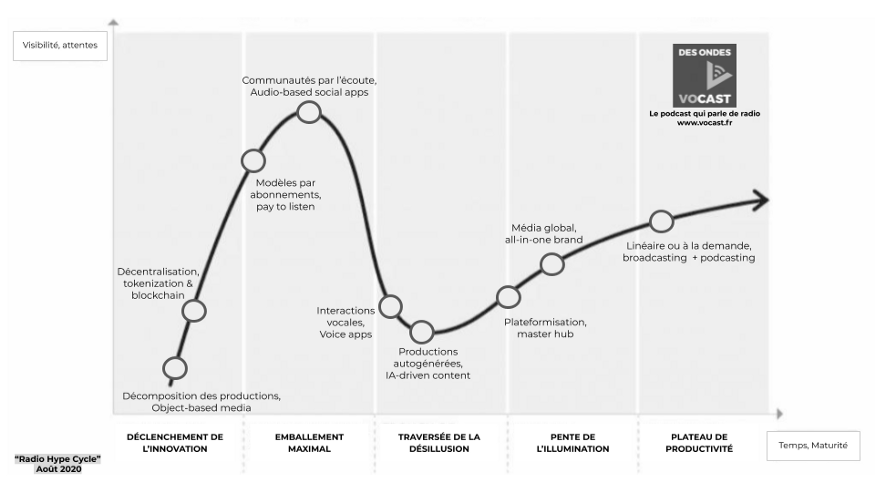 Visibilité, attentes
DES ONDES
VOCAST
Le podcast qui parle de radio
www.vocast.fr
Communautés par l'écoute,
Audio-based social apps
Modèles par
abonnements,
pay to listen
Décentralisation,
tokenization &
blockchain
Décomposition des productions,
Object-based media
Interactions
vocales,
Voice apps
Productions
autogénérées,
IA-driven content
Média global,
all-in-one brand
Plateformisation,
master hub
Linéaire ou à la demande,
broadcasting + podcasting
DÉCLENCHEMENT DE
L'INNOVATION
EMBALLEMENT
MAXIMAL
TRAVERSÉE DE LA
DÉSILLUSION
PENTE DE
L'ILLUMINATION
PLATEAU DE
PRODUCTIVITÉ
Temps, Maturité
"Radio Hype Cycle"
Août 2020